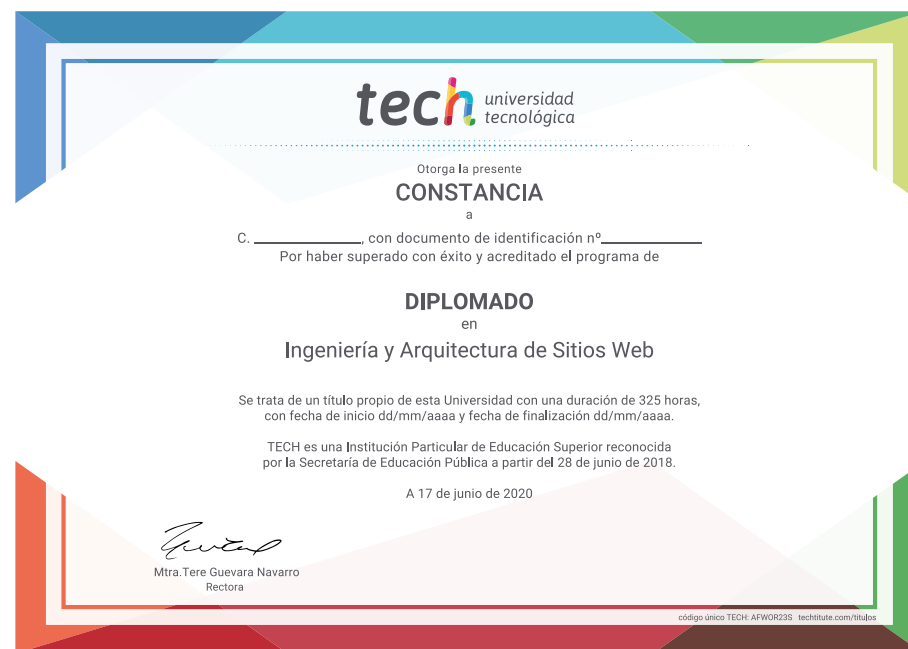 tech universidad
tecnológica
Otorga la presente
CONSTANCIA
a
C. ____________, con documento de identificación nº____________
Por haber superado con éxito y acreditado el programa de
DIPLOMADO
en
Ingeniería y Arquitectura de Sitios Web
Se trata de un título propio de esta Universidad con una duración de 325 horas,
con fecha de inicio dd/mm/aaaa y fecha de finalización dd/mm/aaaa.
TECH es una Institución Particular de Educación Superior reconocida
por la Secretaría de Educación Pública a partir del 28 de junio de 2018.
A 17 de junio de 2020
Mtra.Tere Guevara Navarro
Rectora
código único TECH: AFWOR23S techtitute.com/titulos